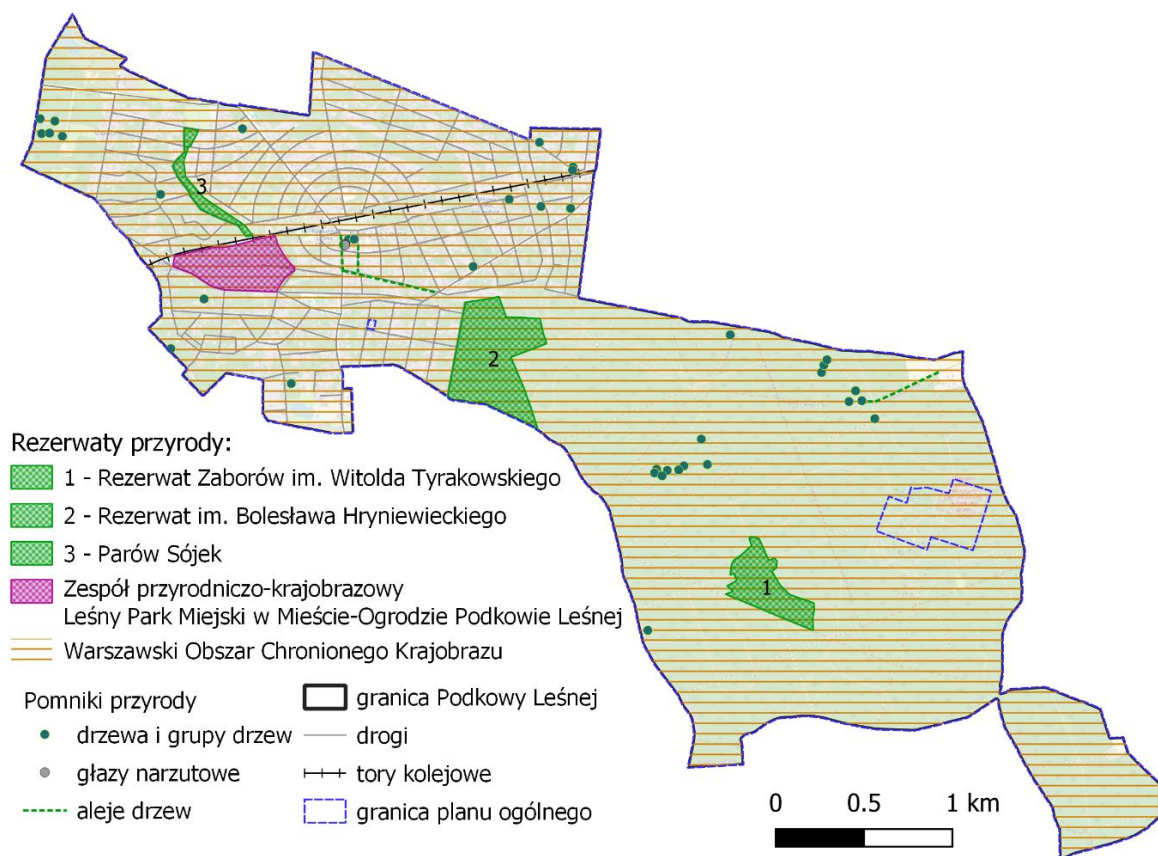 3
2
1
Rezerwaty przyrody:
1 - Rezerwat Zaborów im. Witolda Tyrakowskiego
2 - Rezerwat im. Bolesława Hryniewieckiego
3 - Parów Sójek
Zespół przyrodniczo-krajobrazowy
Leśny Park Miejski w Mieście-Ogrodzie Podkowie Leśnej
Warszawski Obszar Chronionego Krajobrazu
Pomniki przyrody
drzewa i grupy drzew
głazy narzutowe
aleje drzew
granica Podkowy Leśnej
drogi
tory kolejowe
granica planu ogólnego
0 0.5 1 km